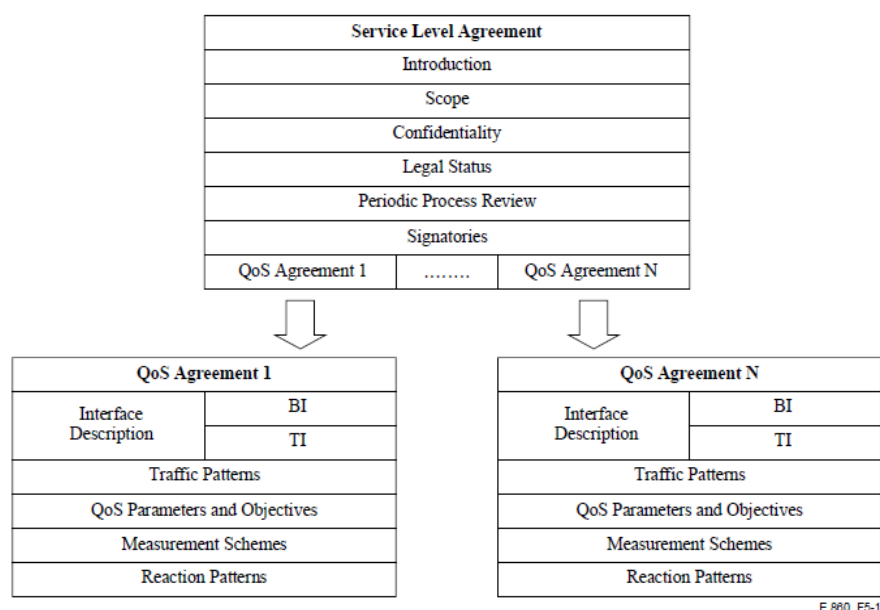 Service Level Agreement
Introduction
Scope
Confidentiality
Legal Status
Periodic Process Review
Signatories
QoS Agreement 1 ........ QoS Agreement N
QoS Agreement 1
Interface
Description
BI
TI
Traffic Patterns
QoS Parameters and Objectives
Measurement Schemes
Reaction Patterns
QoS Agreement N
Interface
Description
BI
TI
Traffic Patterns
QoS Parameters and Objectives
Measurement Schemes
Reaction Patterns
E.860_F5-1